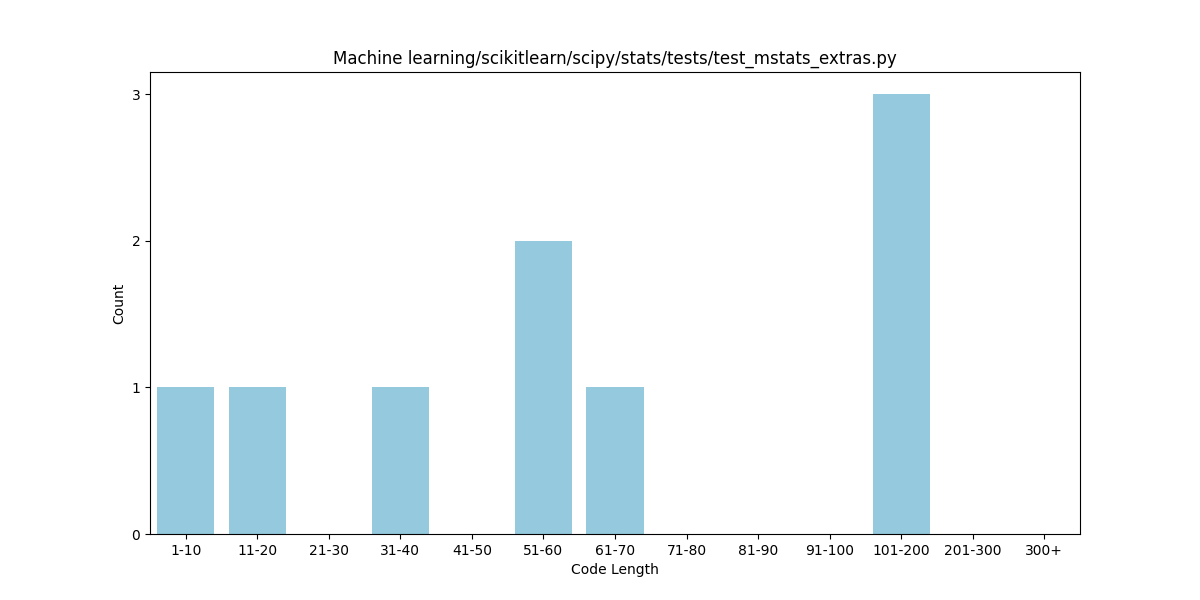 Machine learning/scikitlearn/scipy/stats/tests/test_mstats_extras.py
3
2
1
0
Count
1-10 11-20 21-30 31-40 41-50 51-60 61-70 71-80 81-90 91-100 101-200 201-300 300+
Code Length